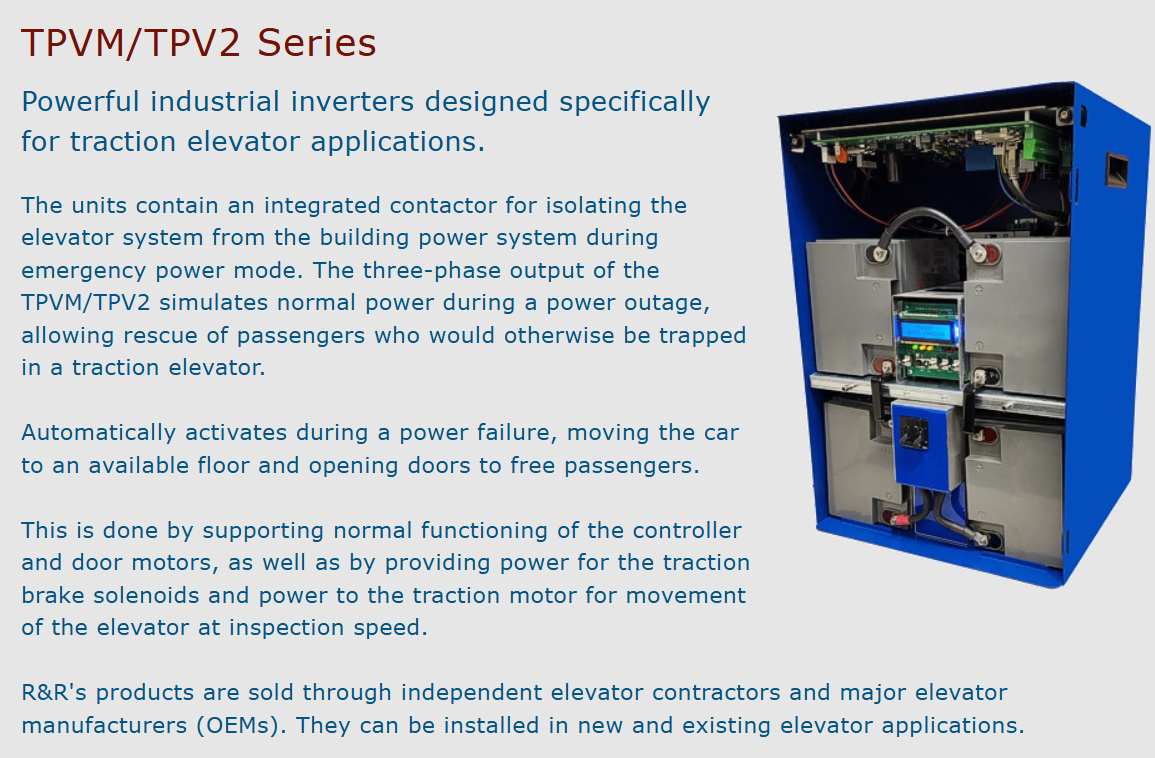 TPVM/TPV2 Series
Powerful industrial inverters designed specifically
for traction elevator applications.
The units contain an integrated contactor for isolating the
elevator system from the building power system during
emergency power mode. The three-phase output of the
TPVM/TPV2 simulates normal power during a power outage,
allowing rescue of passengers who would otherwise be trapped
in a traction elevator.
Automatically activates during a power failure, moving the car
to an available floor and opening doors to free passengers.
This is done by supporting normal functioning of the controller
and door motors, as well as by providing power for the traction
brake solenoids and power to the traction motor for movement
of the elevator at inspection speed.
R&R's products are sold through independent elevator contractors and major elevator
manufacturers (OEMs). They can be installed in new and existing elevator applications.